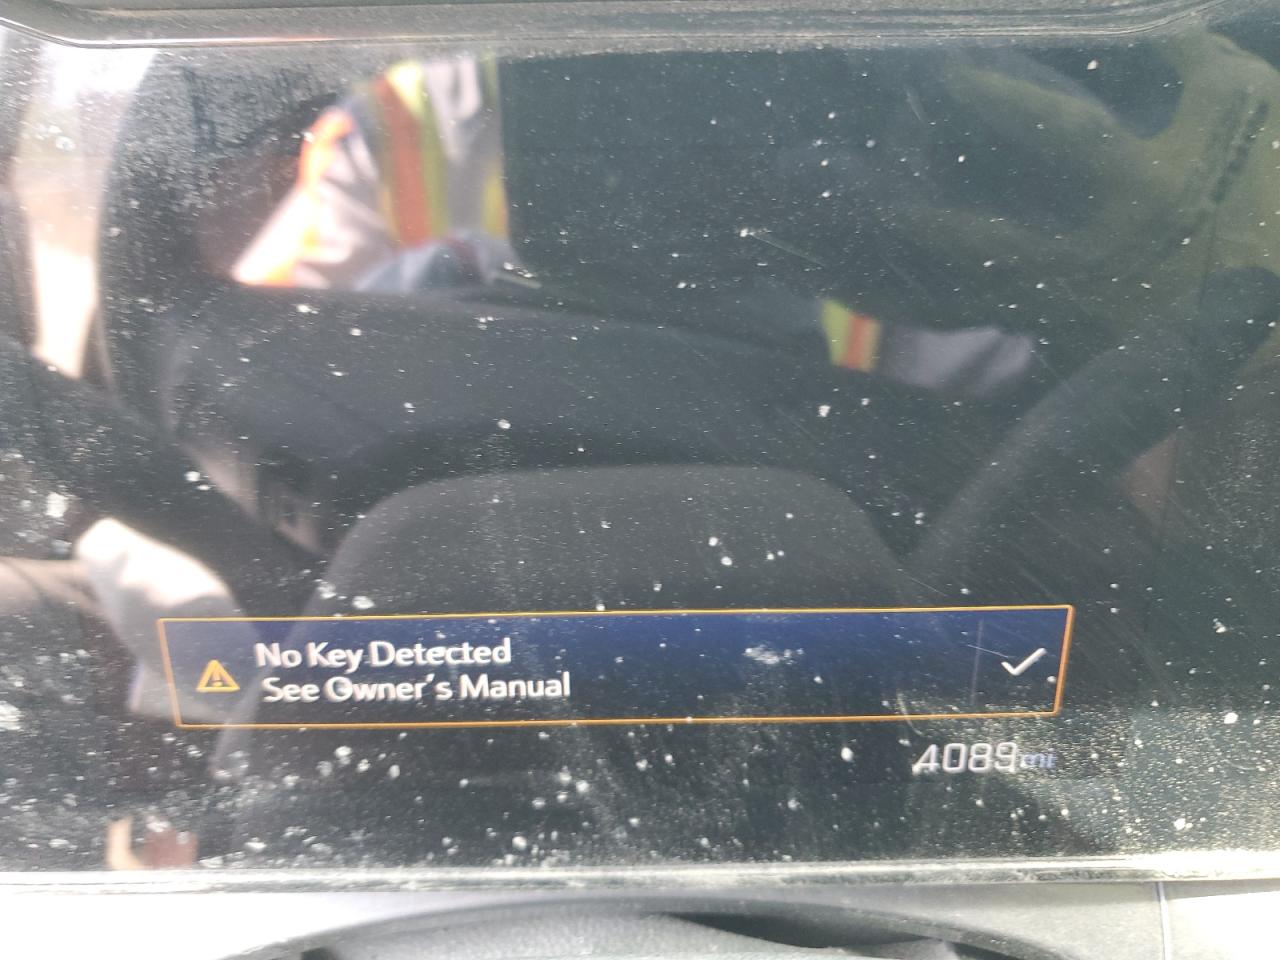 No Key Detected
See Owner's Manual
4089 mi